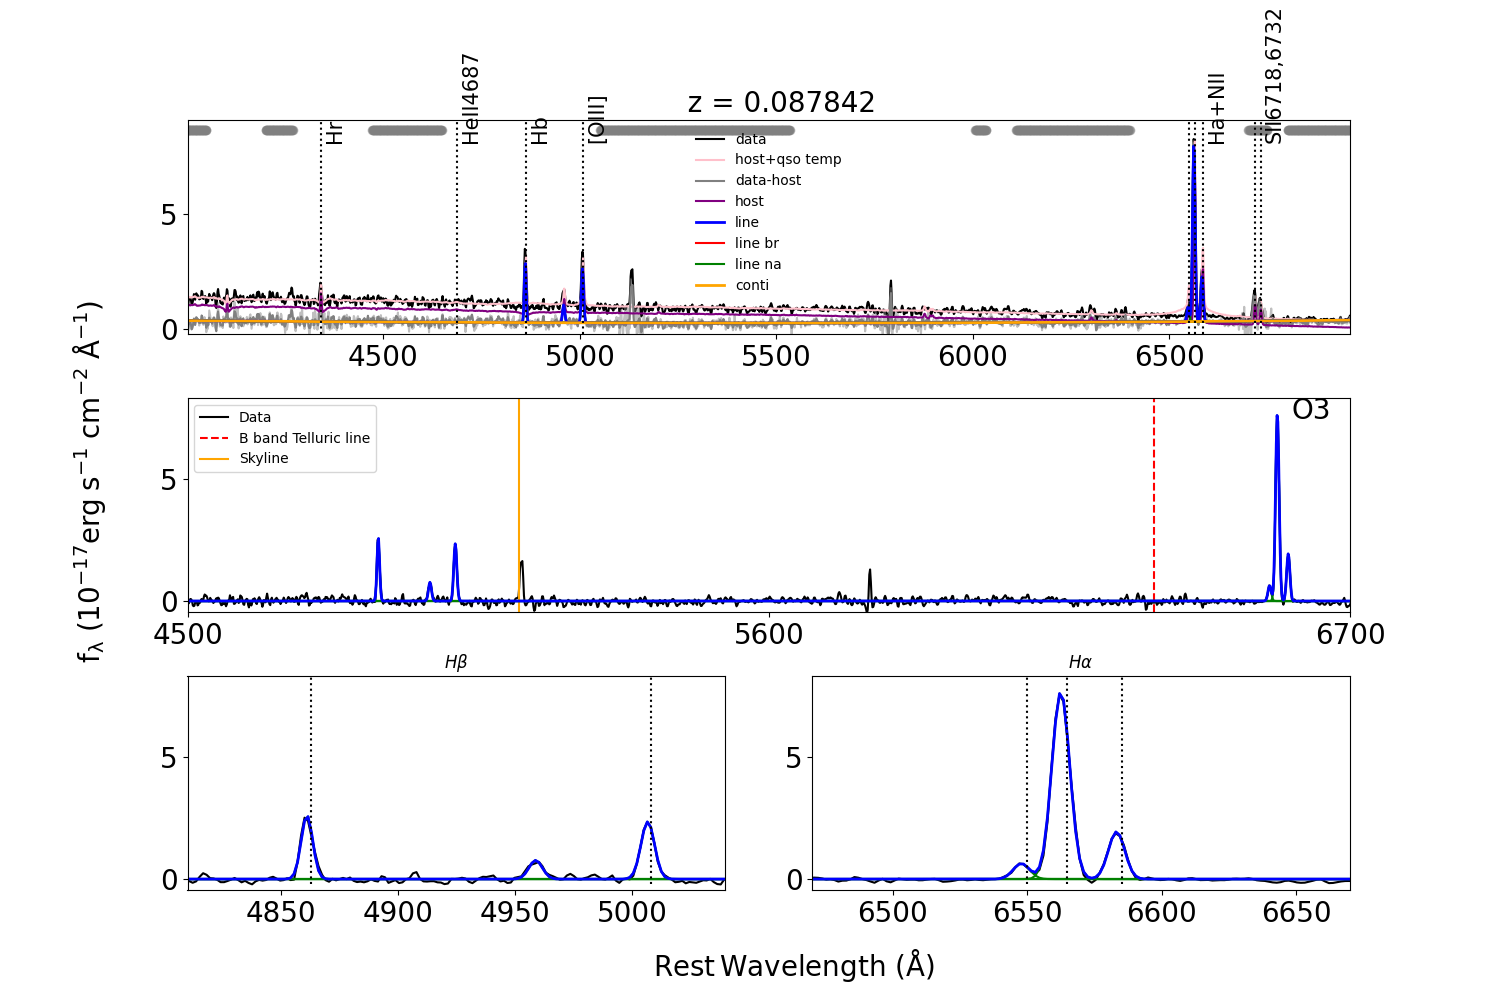 z = 0.087842
Hr
HeII4687
Hb
[OIII]
Ha+NII
SII6718,6732
data
host+qso temp
data-host
host
line
line br
line na
conti
5
0
4500 5000 5500 6000 6500
Data
B band Telluric line
Skyline
O3
5
0
4500 5600 6700
fλ (10−17erg s−1 cm−2 Å−1)
Hβ
5
0
4850 4900 4950 5000
Hα
5
0
6500 6550 6600 6650
Rest Wavelength (Å)